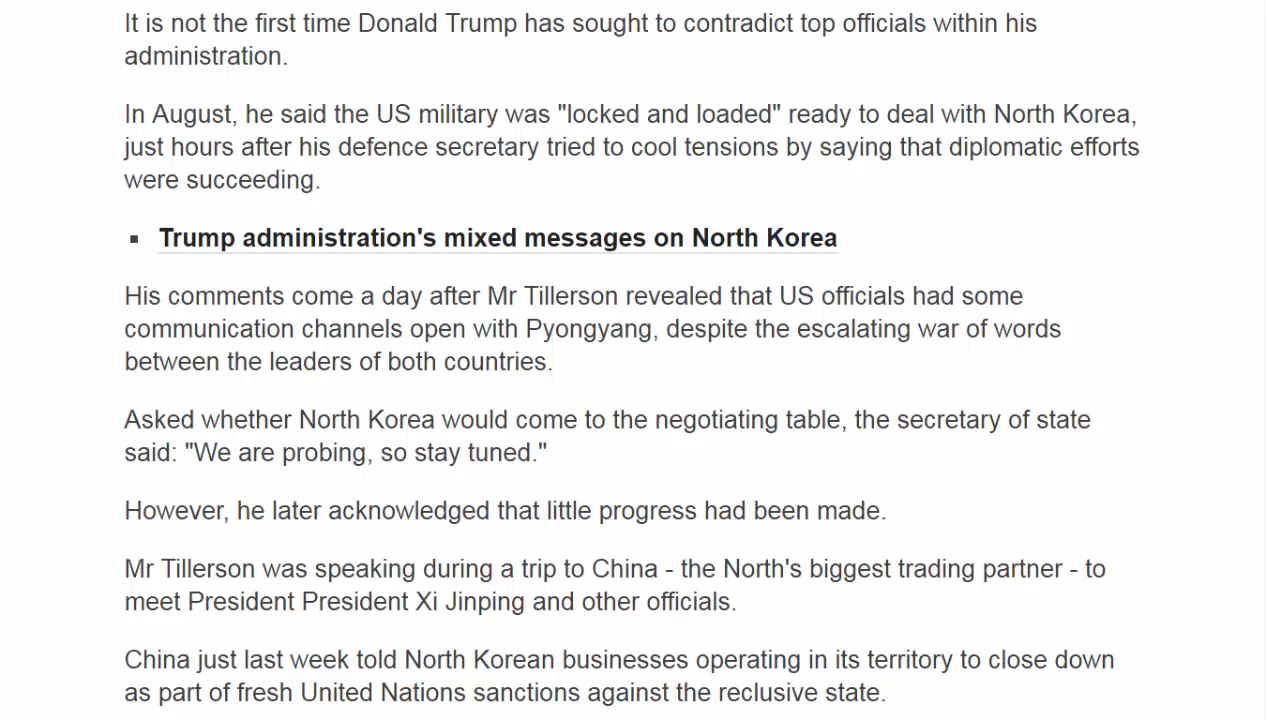 It is not the first time Donald Trump has sought to contradict top officials within his
administration.
In August, he said the US military was "locked and loaded" ready to deal with North Korea,
just hours after his defence secretary tried to cool tensions by saying that diplomatic efforts
were succeeding.
▪ Trump administration's mixed messages on North Korea
His comments come a day after Mr Tillerson revealed that US officials had some
communication channels open with Pyongyang, despite the escalating war of words
between the leaders of both countries.
Asked whether North Korea would come to the negotiating table, the secretary of state
said: "We are probing, so stay tuned."
However, he later acknowledged that little progress had been made.
Mr Tillerson was speaking during a trip to China - the North's biggest trading partner - to
meet President President Xi Jinping and other officials.
China just last week told North Korean businesses operating in its territory to close down
as part of fresh United Nations sanctions against the reclusive state.